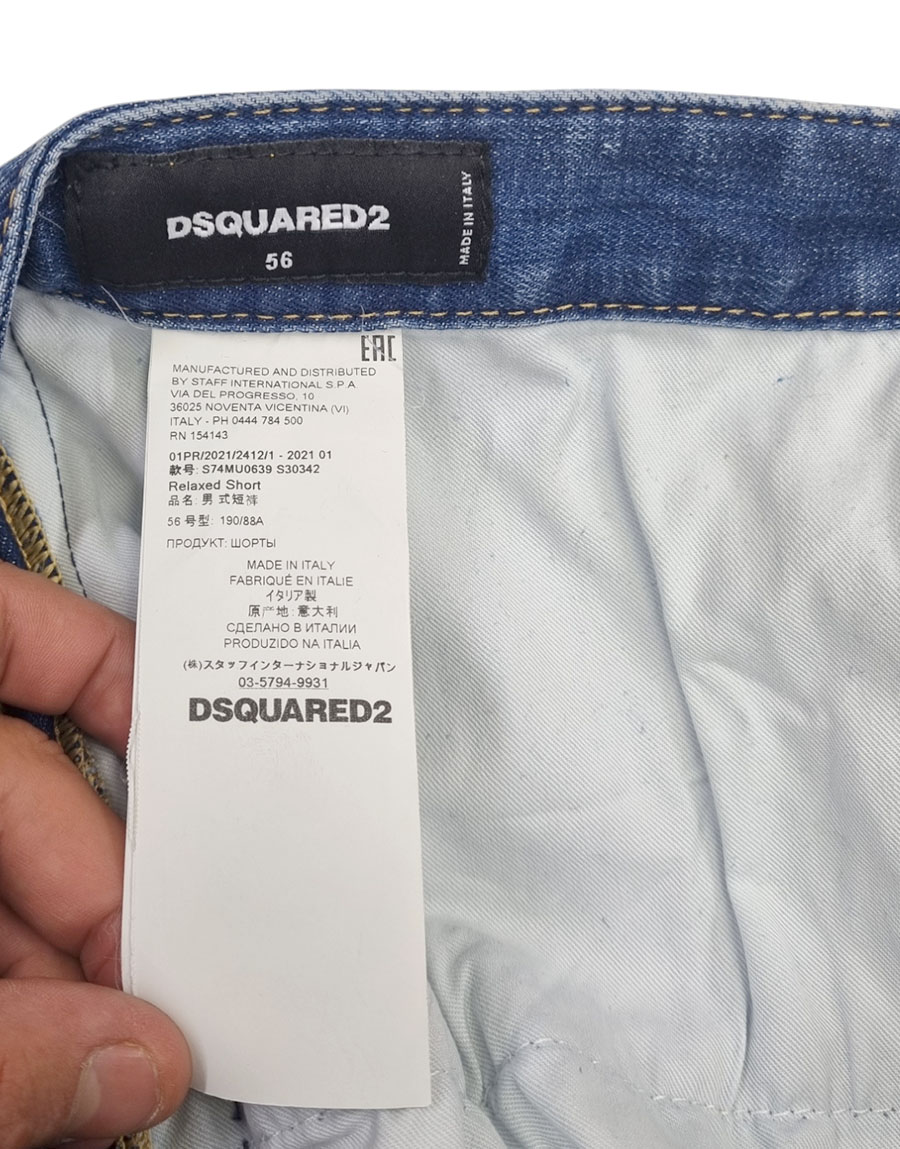 DSQUARED2
56
MADE IN ITALY
EAC
MANUFACTURED AND DISTRIBUTED
BY STAFF INTERNATIONAL S.P.A
VIA DEL PROGRESSO, 10
36025 NOVENTA VICENTINA (VI)
ITALY - PH 0444 784 500
RN 154143
01PR/2021/2412/1 - 2021 01
款号: S74MU0639 S30342
Relaxed Short
品名: 男式短裤
56 号型: 190/88A
ПРОДУКТ: ШОРТЫ
MADE IN ITALY
FABRIQUÉ EN ITALIE
イタリア製
原产地: 意大利
СДЕЛАНО В ИТАЛИИ
PRODUZIDO NA ITALIA
(株)スタッフインターナショナルジャパン
03-5794-9931
DSQUARED2